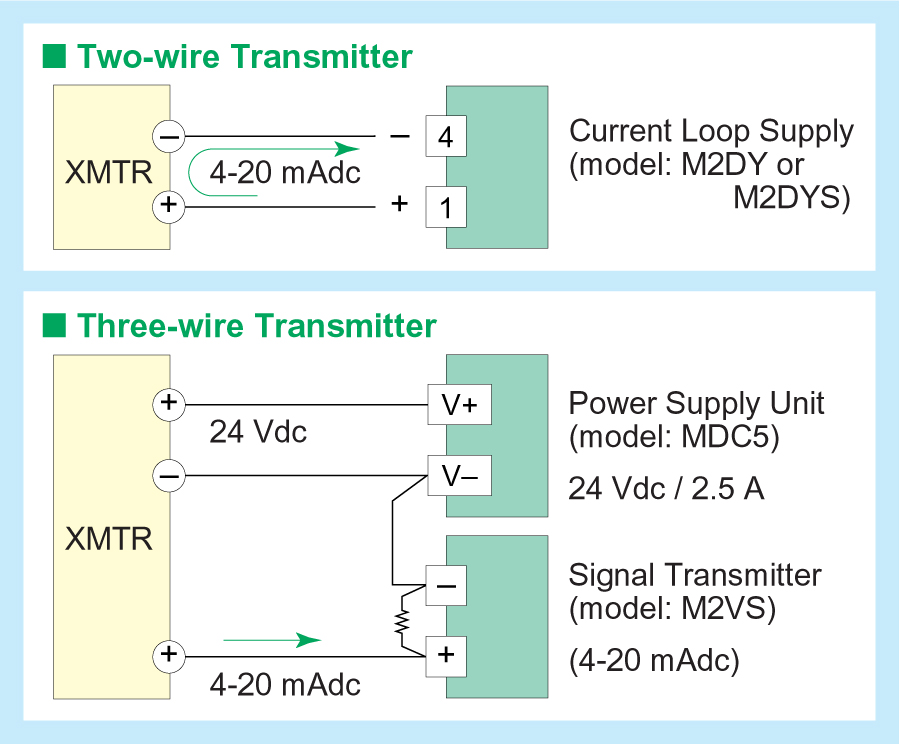 ■ Two-wire Transmitter
XMTR
–
4-20 mAdc
+
–
+
4
1
Current Loop Supply
(model: M2DY or
M2DYS)
■ Three-wire Transmitter
XMTR
+
24 Vdc
–
+
4-20 mAdc
V+
V–
Power Supply Unit
(model: MDC5)
24 Vdc / 2.5 A
–
+
Signal Transmitter
(model: M2VS)
(4-20 mAdc)